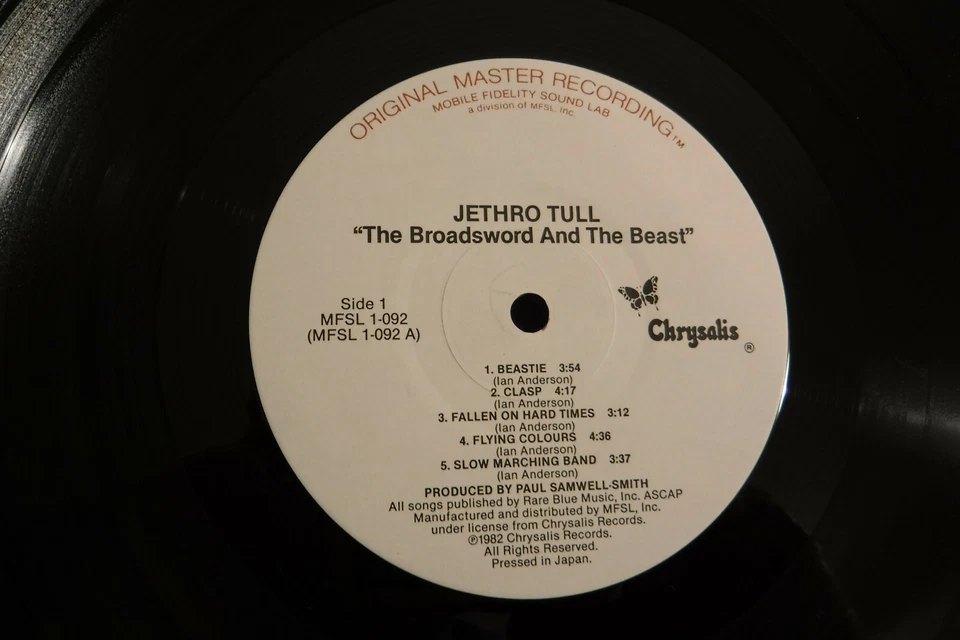 ORIGINAL MASTER RECORDING™
MOBILE FIDELITY SOUND LAB
a division of MFSL, Inc.
JETHRO TULL
“The Broadsword And The Beast”
Side 1
MFSL 1-092
(MFSL 1-092 A)
Chrysalis
®
1. BEASTIE 3:54
(Ian Anderson)
2. CLASP 4:17
(Ian Anderson)
3. FALLEN ON HARD TIMES 3:12
(Ian Anderson)
4. FLYING COLOURS 4:36
(Ian Anderson)
5. SLOW MARCHING BAND 3:37
(Ian Anderson)
PRODUCED BY PAUL SAMWELL-SMITH
All songs published by Rare Blue Music, Inc. ASCAP
Manufactured and distributed by MFSL, Inc.
under license from Chrysalis Records.
℗1982 Chrysalis Records.
All Rights Reserved.
Pressed in Japan.